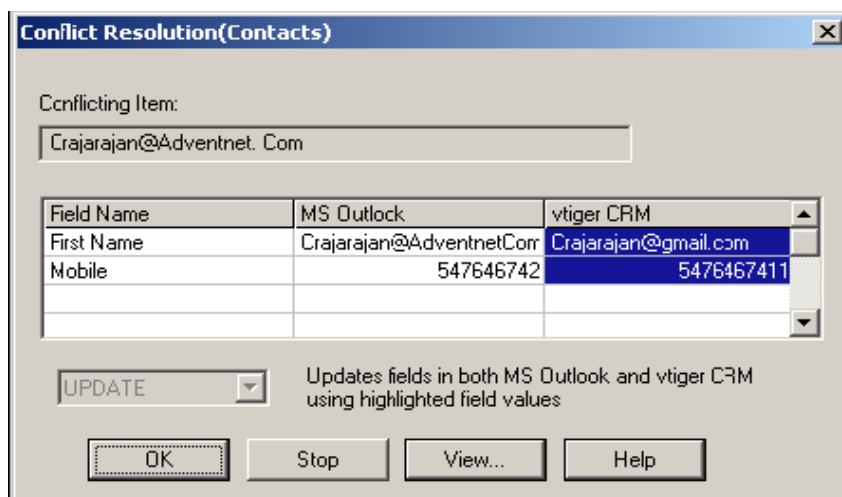 Conflict Resolution(Contacts)
Conflicting Item:
Crajarajan@Adventnet. Com
Field Name MS Outlook vtiger CRM
First Name Crajarajan@AdventnetCom Crajarajan@gmail.com
Mobile 547646742 5476467411
UPDATE
Updates fields in both MS Outlook and vtiger CRM
using highlighted field values
OK Stop View... Help